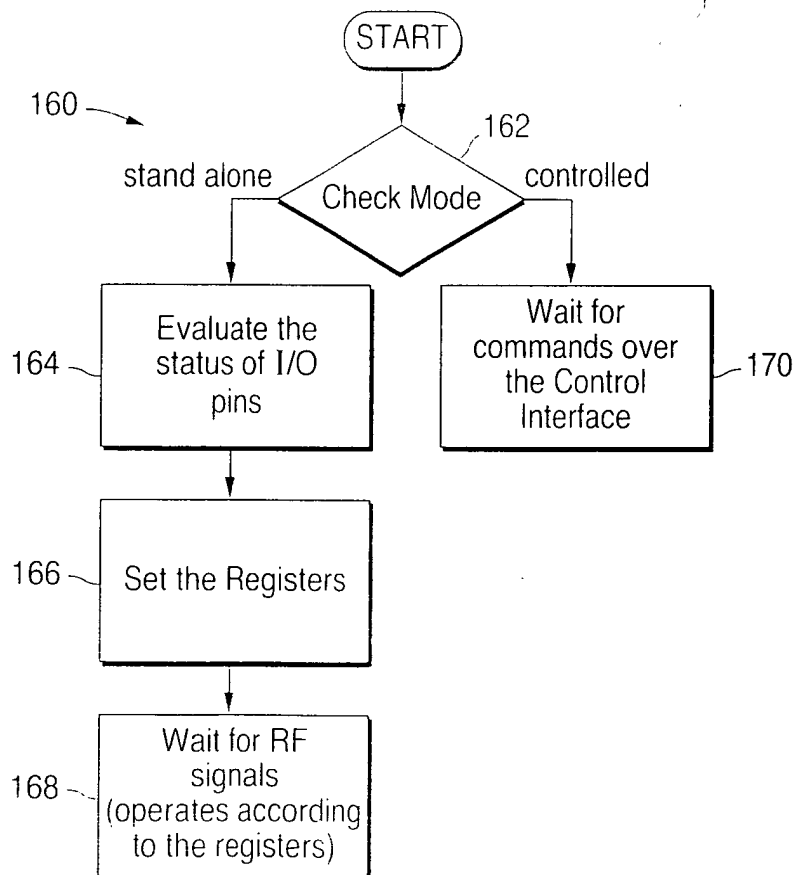 START
160
162
stand alone
controlled
Check Mode
Evaluate the
status of I/O
pins
164
Wait for
commands over
the Control
Interface
170
Set the Registers
166
Wait for RF
signals
(operates according
to the registers)
168